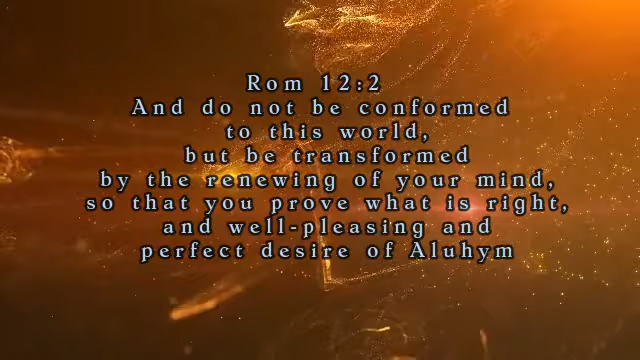 Rom 12:2
And do not be conformed
to this world,
but be transformed
by the renewing of your mind,
so that you prove what is right,
and well-pleasing and
perfect desire of Aluhym